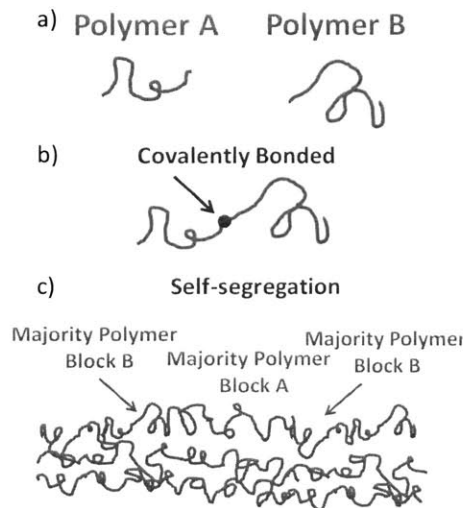 a) Polymer A Polymer B
b) Covalently Bonded
c) Self-segregation
Majority Polymer Block B
Majority Polymer Block A
Majority Polymer Block B